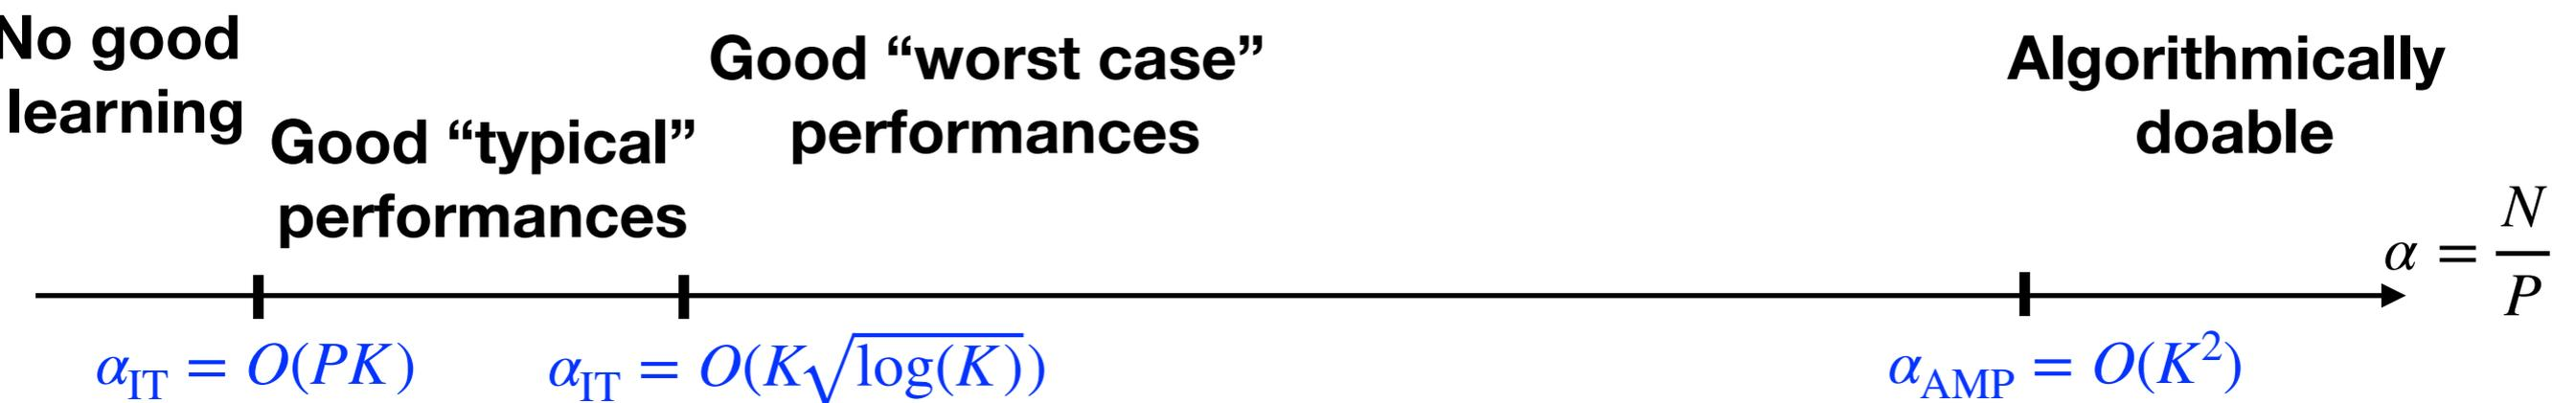 No good
learning
Good “typical”
performances
Good “worst case”
performances
Algorithmically
doable
α = N/P
α_IT = O(PK)
α_IT = O(K√log(K))
α_AMP = O(K²)